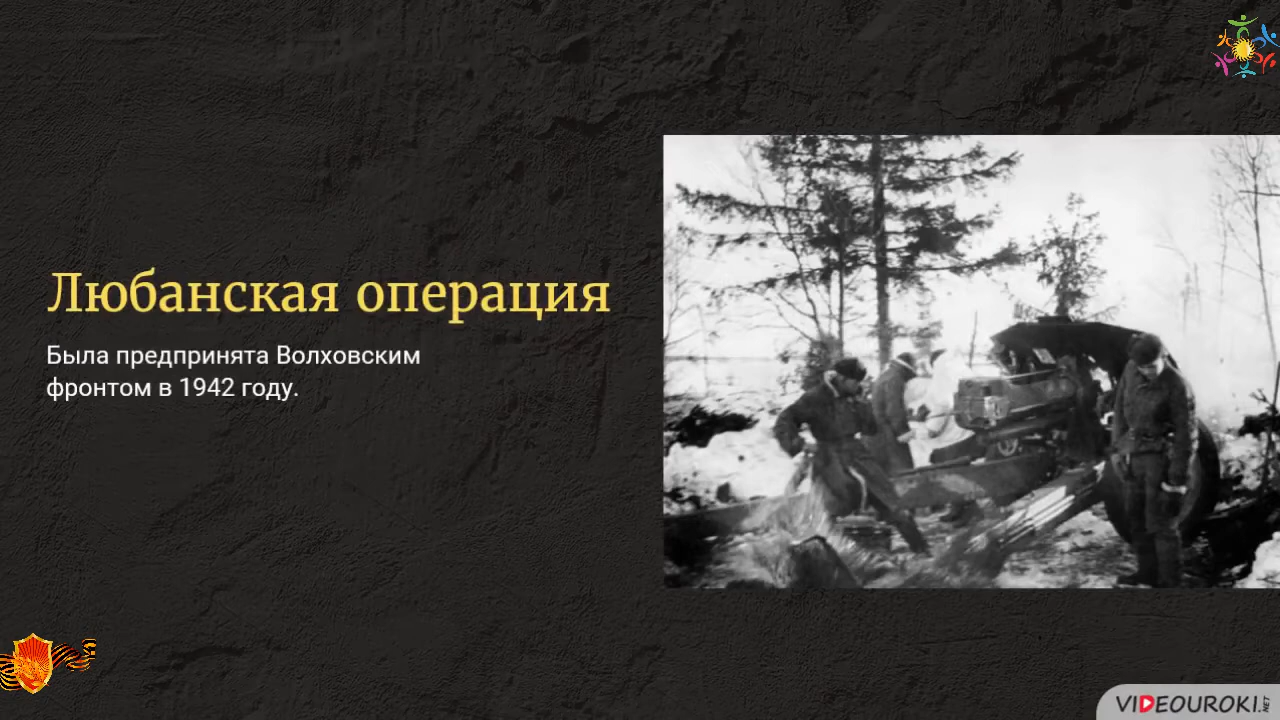 Любанская операция
Была предпринята Волховским
фронтом в 1942 году.
VIDEOUROKI.NET